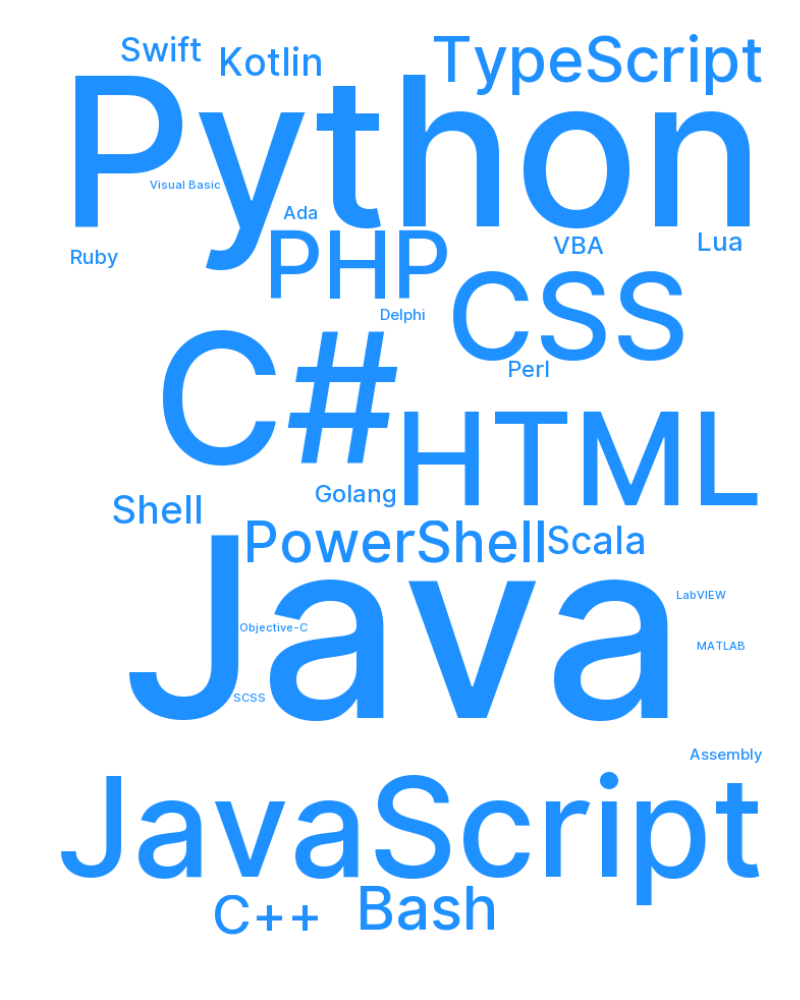 Swift
Kotlin
TypeScript
Python
Visual Basic
Ada
Ruby
PHP
VBA
Lua
Delphi
CSS
Perl
C#
HTML
Golang
Shell
PowerShell
Scala
Java
LabVIEW
Objective-C
MATLAB
SCSS
Assembly
JavaScript
C++
Bash